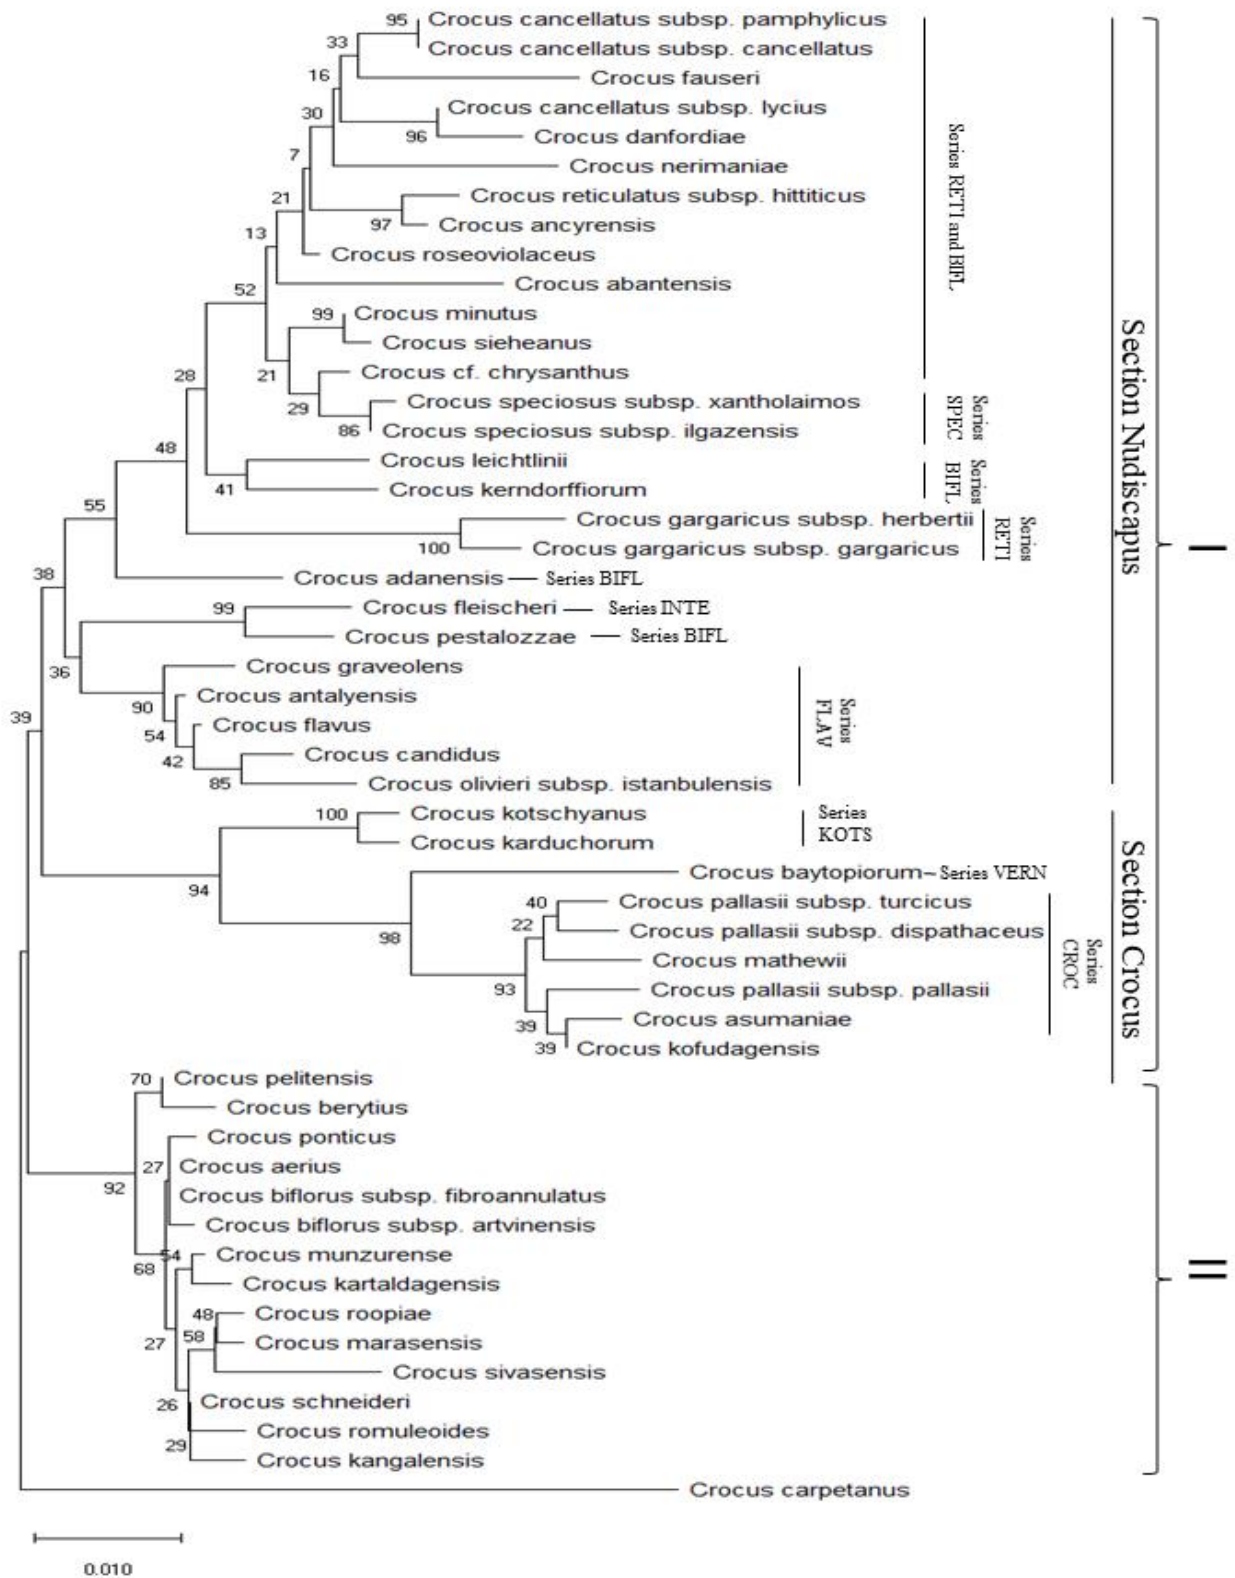 95 Crocus cancellatus subsp. pamphylicus
33 Crocus cancellatus subsp. cancellatus
16 Crocus fauseri
30 Crocus cancellatus subsp. lycius
96 Crocus danfordiae
7 Crocus nerimaniae
21 Crocus reticulatus subsp. hittiticus
97 Crocus ancyrensis
13 Crocus roseoviolaceus
52 Crocus abantensis
99 Crocus minutus
Crocus sieheanus
28 21 Crocus cf. chrysanthus
29 Crocus speciosus subsp. xantholaimos
86 Crocus speciosus subsp. ilgazensis
48 Crocus leichtlinii
41 Crocus kerndorffiorum
55 Crocus gargaricus subsp. herbertii
100 Crocus gargaricus subsp. gargaricus
38 Crocus adanensis Series BIFL
99 Crocus fleischeri Series INTE
Crocus pestalozzae Series BIFL
36 Crocus graveolens
90 Crocus antalyensis
39 54 Crocus flavus
42 Crocus candidus
85 Crocus olivieri subsp. istanbulensis
100 Crocus kotschyanus
Crocus karduchorum
94 Crocus baytopiorum Series VERN
40 Crocus pallasii subsp. turcicus
98 22 Crocus pallasii subsp. dispathaceus
Crocus mathewii
93 Crocus pallasii subsp. pallasii
39 Crocus asumaniae
39 Crocus kofudagensis
70 Crocus pelitensis
Crocus berytius
Crocus ponticus
27 Crocus aerius
92 Crocus biflorus subsp. fibroannulatus
Crocus biflorus subsp. artvinensis
68 54 Crocus munzurense
Crocus kartaldagensis
48 Crocus roopiae
27 58 Crocus marasensis
Crocus sivasensis
26 Crocus schneideri
Crocus romuleoides
29 Crocus kangalensis
Crocus carpetanus
0.010
Series RETI and BIFL
Series
SPEC
Series
BIFL
Series
RETI
Series
FLAV
Series
KOTS
Series
CROC
Section Nudiscapus
Section Crocus
I
II